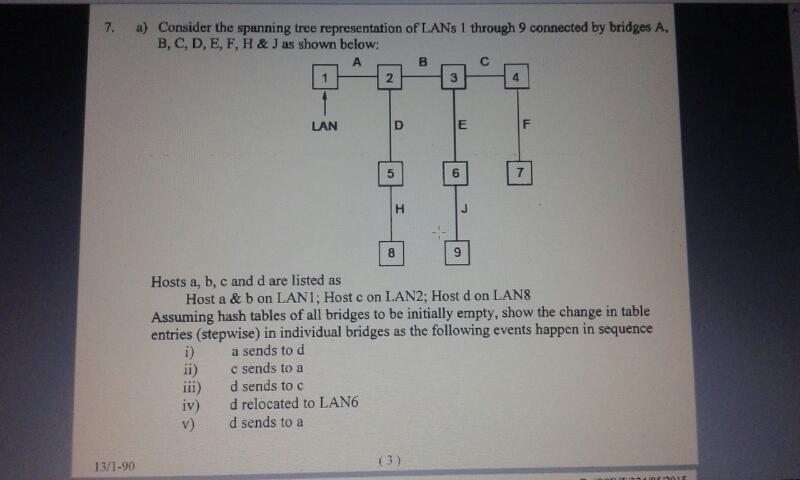 7. a) Consider the spanning tree representation of LANs 1 through 9 connected by bridges A,
B, C, D, E, F, H & J as shown below:
A B C
1 2 3 4
LAN D E F
5 6 7
H J
8 9
Hosts a, b, c and d are listed as
Host a & b on LAN1; Host c on LAN2; Host d on LAN8
Assuming hash tables of all bridges to be initially empty, show the change in table
entries (stepwise) in individual bridges as the following events happen in sequence
i) a sends to d
ii) c sends to a
iii) d sends to c
iv) d relocated to LAN6
v) d sends to a
(3)
13/1-90